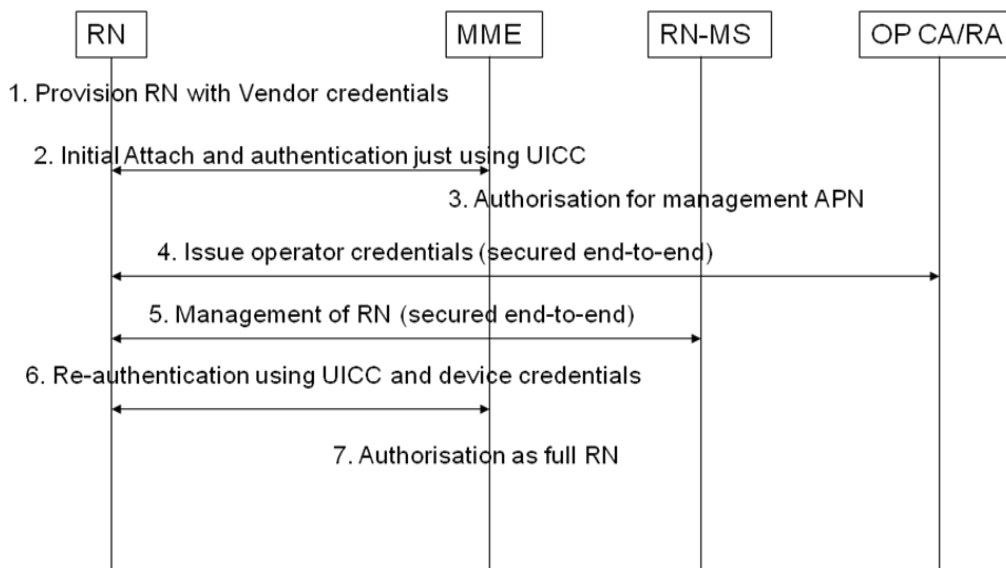 RN
MME
RN-MS
OP CA/RA
1. Provision RN with Vendor credentials
2. Initial Attach and authentication just using UICC
3. Authorisation for management APN
4. Issue operator credentials (secured end-to-end)
5. Management of RN (secured end-to-end)
6. Re-authentication using UICC and device credentials
7. Authorisation as full RN